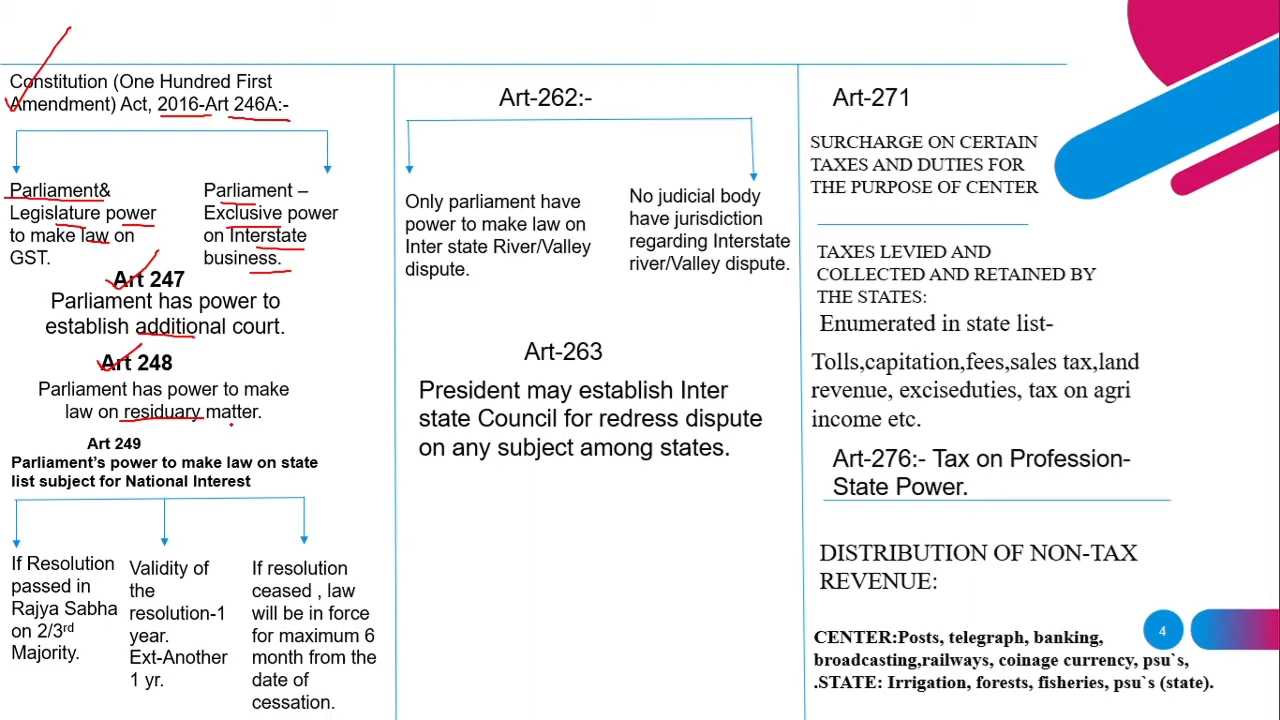 Constitution (One Hundred First
Amendment) Act, 2016-Art 246A:-
Parliament&
Legislature power
to make law on
GST.
Parliament –
Exclusive power
on Interstate
business.
Art 247
Parliament has power to
establish additional court.
Art 248
Parliament has power to make
law on residuary matter.
Art 249
Parliament's power to make law on state
list subject for National Interest
If Resolution
passed in
Rajya Sabha
on 2/3rd
Majority.
Validity of
the
resolution-1
year.
Ext-Another
1 yr.
If resolution
ceased , law
will be in force
for maximum 6
month from the
date of
cessation.
Art-262:-
Only parliament have
power to make law on
Inter state River/Valley
dispute.
No judicial body
have jurisdiction
regarding Interstate
river/Valley dispute.
Art-263
President may establish Inter
state Council for redress dispute
on any subject among states.
Art-271
SURCHARGE ON CERTAIN
TAXES AND DUTIES FOR
THE PURPOSE OF CENTER
TAXES LEVIED AND
COLLECTED AND RETAINED BY
THE STATES:
Enumerated in state list-
Tolls,capitation,fees,sales tax,land
revenue, exciseduties, tax on agri
income etc.
Art-276:- Tax on Profession-
State Power.
DISTRIBUTION OF NON-TAX
REVENUE:
CENTER:Posts, telegraph, banking,
broadcasting,railways, coinage currency, psu`s,
.STATE: Irrigation, forests, fisheries, psu`s (state).
4